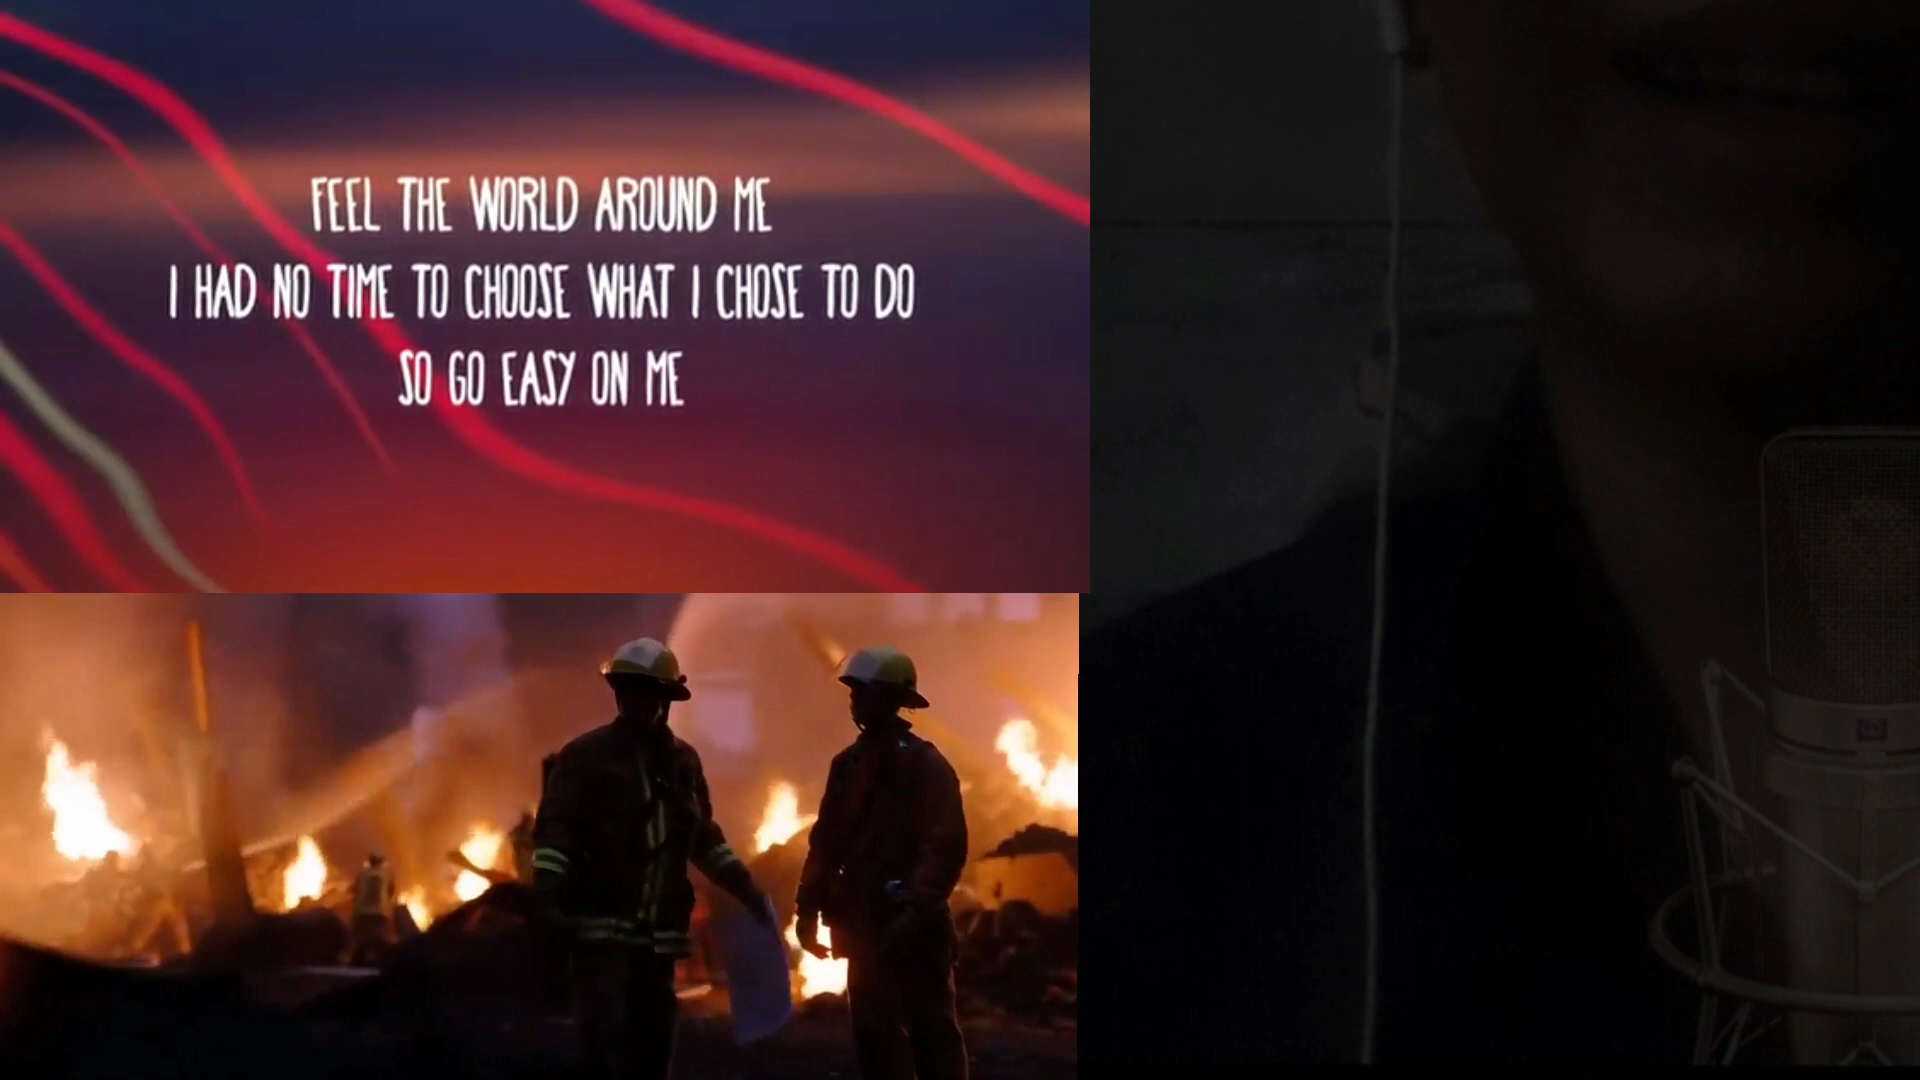 FEEL THE WORLD AROUND ME
I HAD NO TIME TO CHOOSE WHAT I CHOSE TO DO
SO GO EASY ON ME